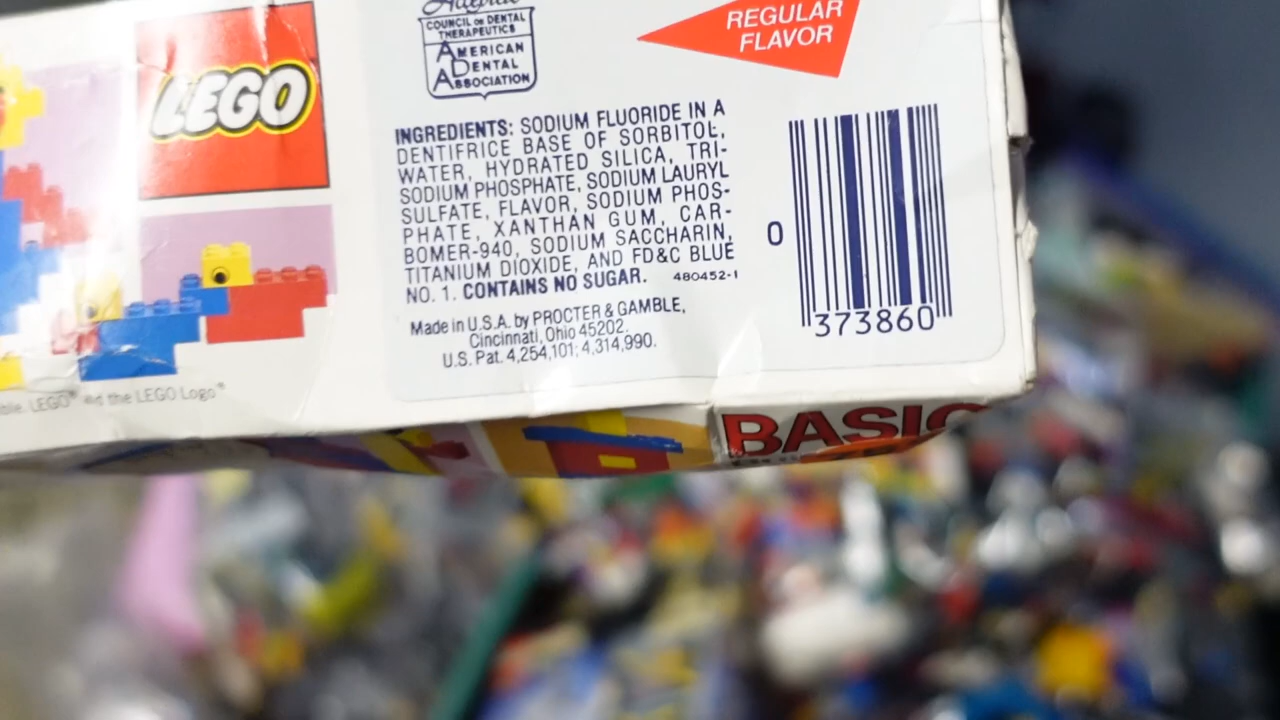 LEGO
COUNCIL ON DENTAL
THERAPEUTICS
AMERICAN
DENTAL
ASSOCIATION
REGULAR
FLAVOR
INGREDIENTS: SODIUM FLUORIDE IN A
DENTIFRICE BASE OF SORBITOL,
WATER, HYDRATED SILICA, TRI-
SODIUM PHOSPHATE, SODIUM LAURYL
SULFATE, FLAVOR, SODIUM PHOS-
PHATE, XANTHAN GUM, CAR-
BOMER-940, SODIUM SACCHARIN,
TITANIUM DIOXIDE, AND FD&C BLUE
NO. 1. CONTAINS NO SUGAR. 480452-1
Made in U.S.A. by PROCTER & GAMBLE,
Cincinnati, Ohio 45202.
U.S. Pat. 4,254,101; 4,314,990.
0 373860
LEGO® and the LEGO Logo®
BASIC